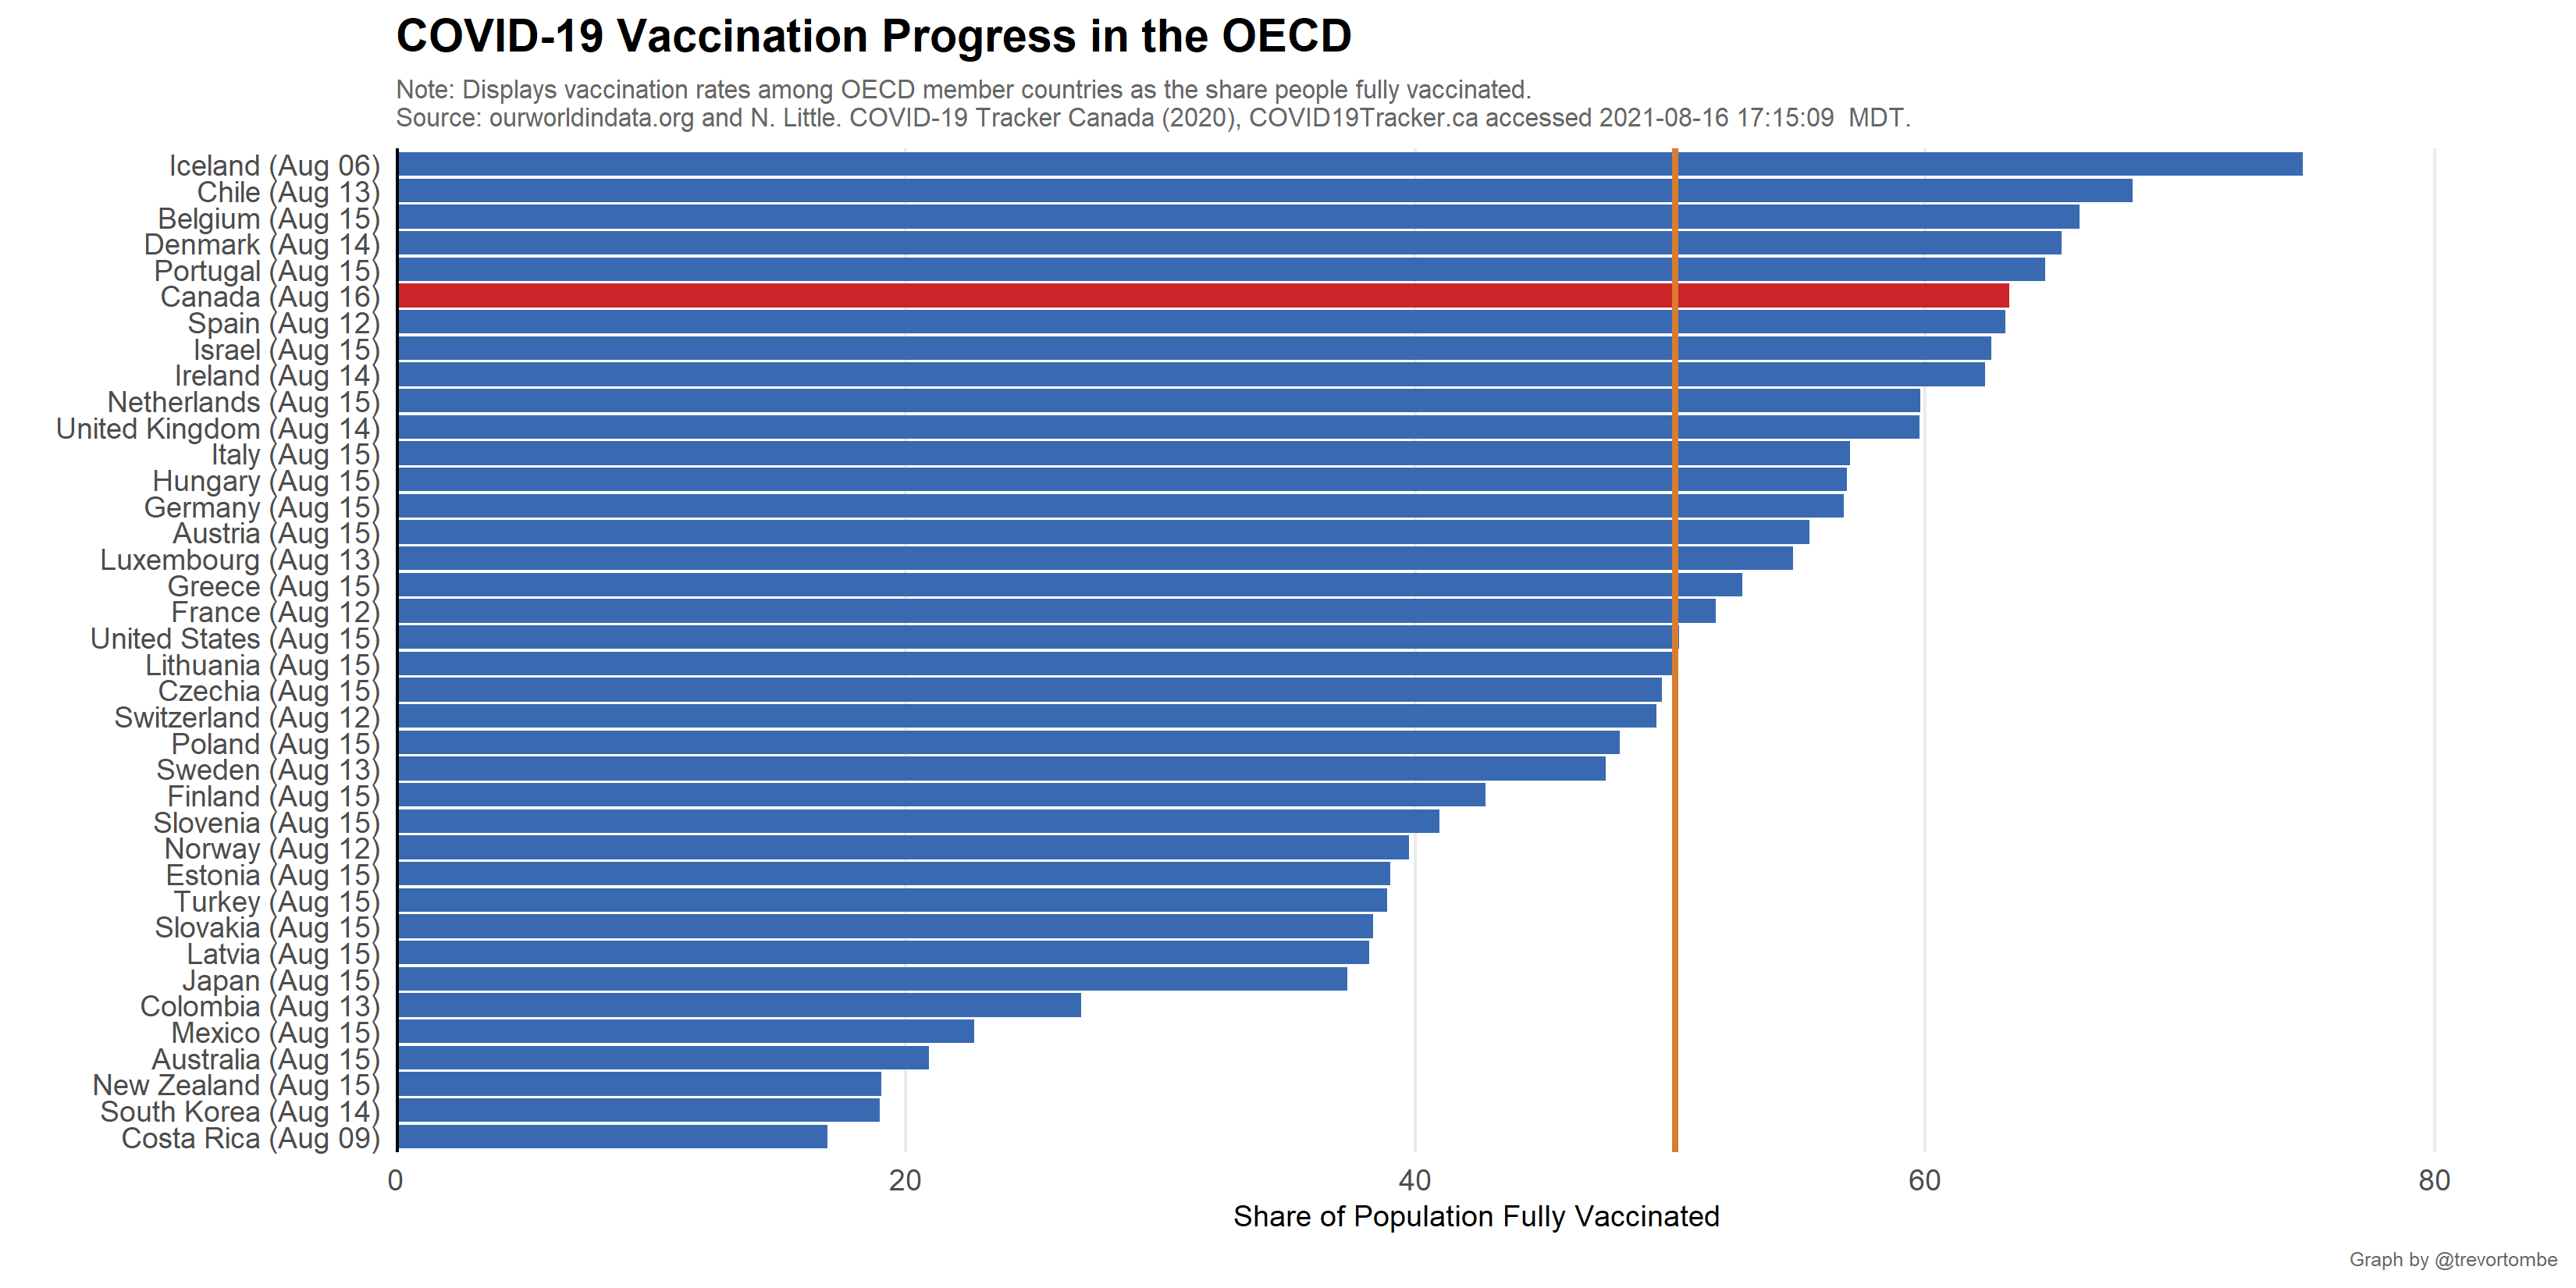 COVID-19 Vaccination Progress in the OECD
Note: Displays vaccination rates among OECD member countries as the share people fully vaccinated.
Source: ourworldindata.org and N. Little. COVID-19 Tracker Canada (2020), COVID19Tracker.ca accessed 2021-08-16 17:15:09  MDT.
Iceland (Aug 06)
Chile (Aug 13)
Belgium (Aug 15)
Denmark (Aug 14)
Portugal (Aug 15)
Canada (Aug 16)
Spain (Aug 12)
Israel (Aug 15)
Ireland (Aug 14)
Netherlands (Aug 15)
United Kingdom (Aug 14)
Italy (Aug 15)
Hungary (Aug 15)
Germany (Aug 15)
Austria (Aug 15)
Luxembourg (Aug 13)
Greece (Aug 15)
France (Aug 12)
United States (Aug 15)
Lithuania (Aug 15)
Czechia (Aug 15)
Switzerland (Aug 12)
Poland (Aug 15)
Sweden (Aug 13)
Finland (Aug 15)
Slovenia (Aug 15)
Norway (Aug 12)
Estonia (Aug 15)
Turkey (Aug 15)
Slovakia (Aug 15)
Latvia (Aug 15)
Japan (Aug 15)
Colombia (Aug 13)
Mexico (Aug 15)
Australia (Aug 15)
New Zealand (Aug 15)
South Korea (Aug 14)
Costa Rica (Aug 09)
0 20 40 60 80
Share of Population Fully Vaccinated
Graph by @trevortombe